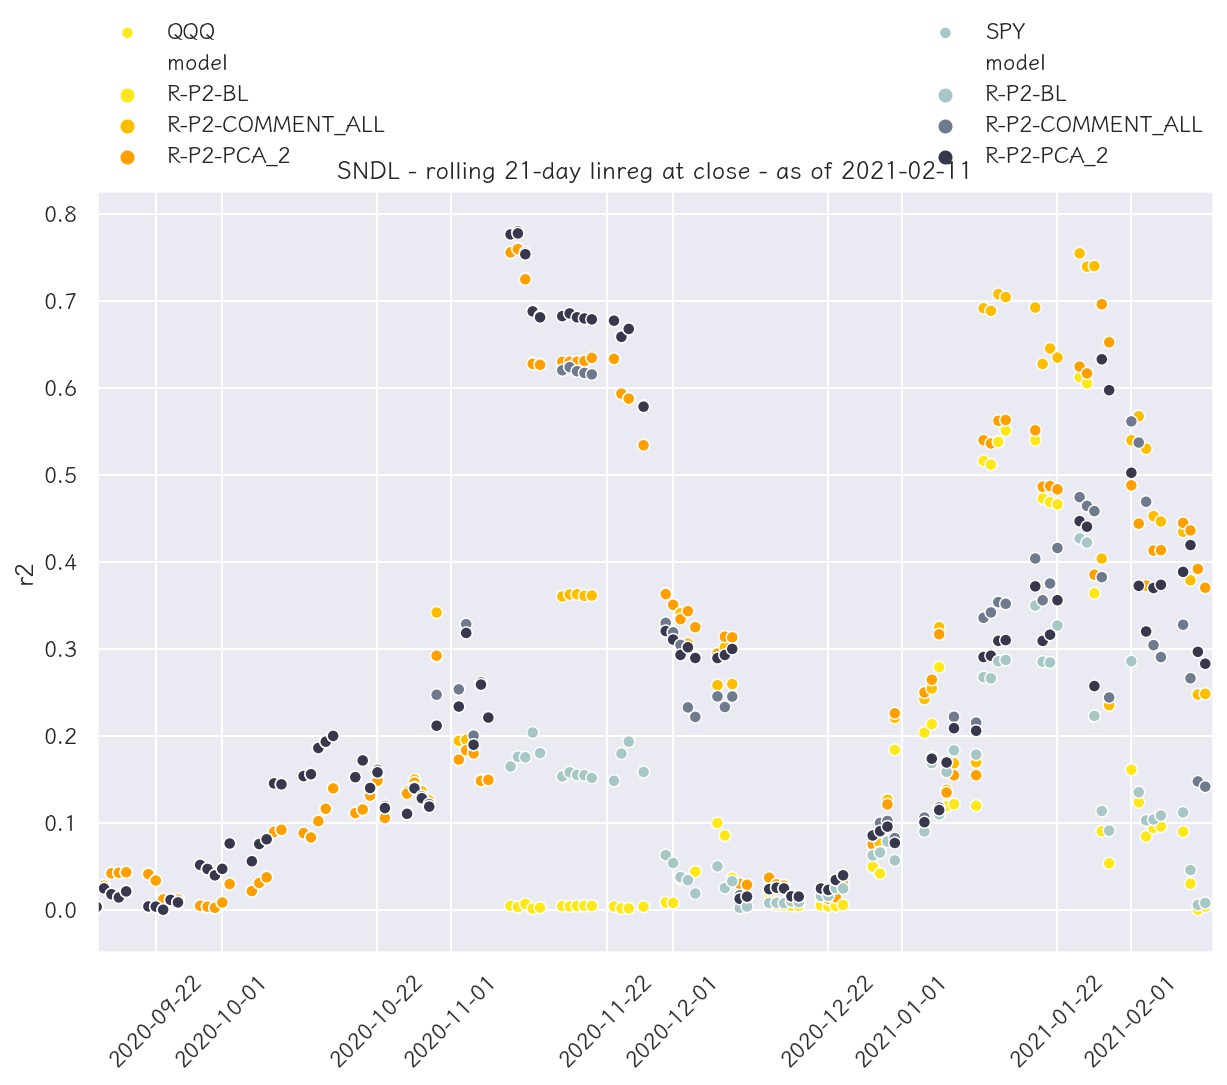 QQQ
model
R-P2-BL
R-P2-COMMENT_ALL
R-P2-PCA_2
SPY
model
R-P2-BL
R-P2-COMMENT_ALL
R-P2-PCA_2
SNDL - rolling 21-day linreg at close - as of 2021-02-11
0.8
0.7
0.6
0.5
0.4
0.3
0.2
0.1
0.0
r2
2020-09-22
2020-10-01
2020-10-22
2020-11-01
2020-11-22
2020-12-01
2020-12-22
2021-01-01
2021-01-22
2021-02-01